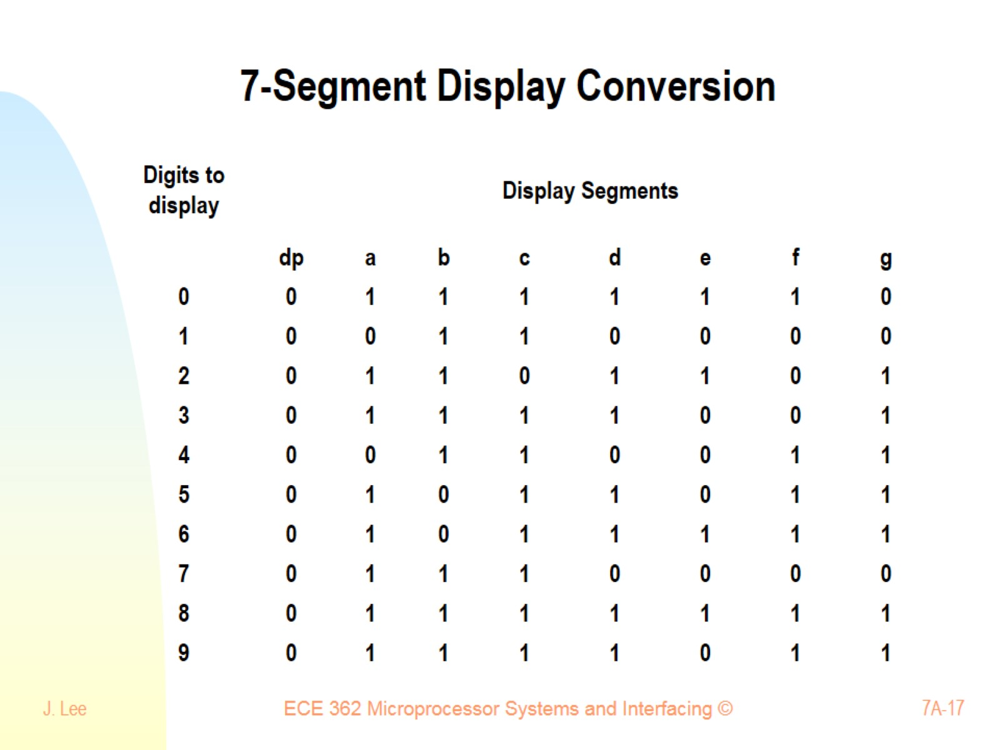 7-Segment Display Conversion
Digits to
display
Display Segments
dp a b c d e f g
0 0 1 1 1 1 1 1 0
1 0 0 1 1 0 0 0 0
2 0 1 1 0 1 1 0 1
3 0 1 1 1 1 0 0 1
4 0 0 1 1 0 0 1 1
5 0 1 0 1 1 0 1 1
6 0 1 0 1 1 1 1 1
7 0 1 1 1 0 0 0 0
8 0 1 1 1 1 1 1 1
9 0 1 1 1 1 0 1 1
J. Lee
ECE 362 Microprocessor Systems and Interfacing ©
7A-17